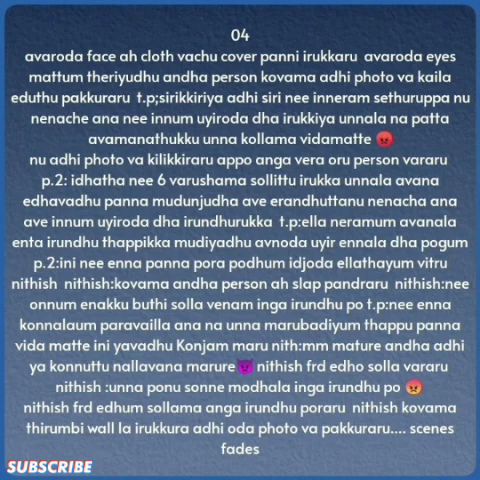 04
avaroda face ah cloth vachu cover panni irukkaru avaroda eyes
mattum theriyudhu andha person kovama adhi photo va kaila
eduthu pakkuraru t.p;sirikkiriya adhi siri nee inneram sethuruppa nu
nenache ana nee innum uyiroda dha irukkiya unnala na patta
avamanathukku unna kollama vidamatte 😡
nu adhi photo va kilikkiraru appo anga vera oru person vararu
p.2: idhatha nee 6 varushama sollittu irukka unnala avana
edhavadhu panna mudunjudha ave erandhuttanu nenacha ana
ave innum uyiroda dha irundhurukka t.p:ella neramum avanala
enta irundhu thappikka mudiyadhu avnoda uyir ennala dha pogum
p.2:ini nee enna panna pora podhum idjoda ellathayum vitru
nithish nithish:kovama andha person ah slap pandraru nithish:nee
onnum enakku buthi solla venam inga irundhu po t.p:nee enna
konnalaum paravailla ana na unna marubadiyum thappu panna
vida matte ini yavadhu Konjam maru nith:mm mature andha adhi
ya konnuttu nallavana marure😈 nithish frd edho solla vararu
nithish :unna ponu sonne modhala inga irundhu po 😡
nithish frd edhum sollama anga irundhu poraru nithish kovama
thirumbi wall la irukkura adhi oda photo va pakkuraru.... scenes
fades
SUBSCRIBE